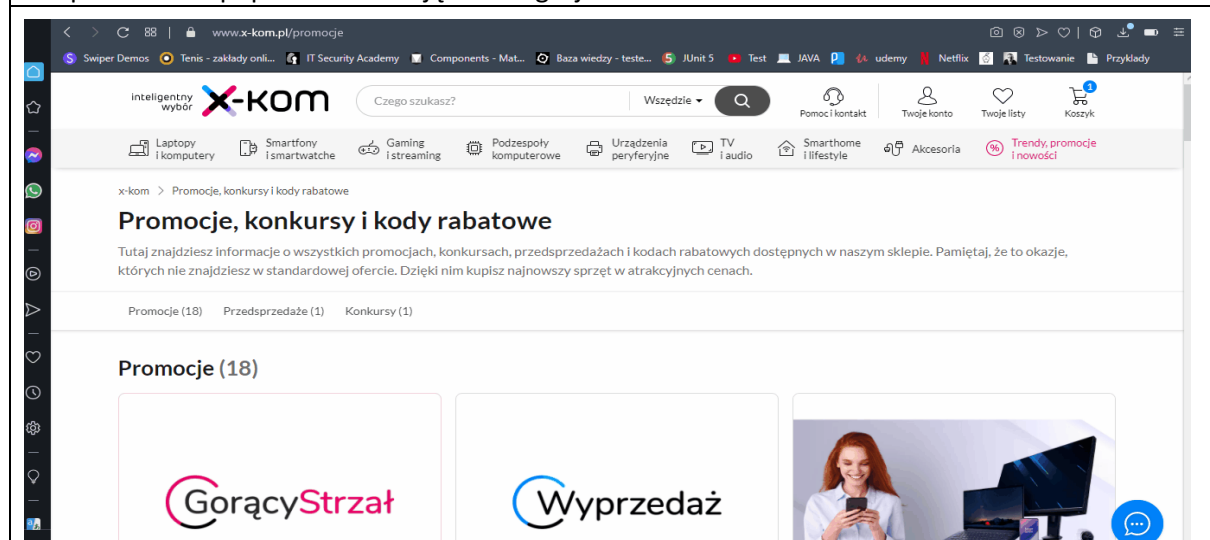 www.x-kom.pl/promocje
Swiper Demos Tenis - zakłady onli... IT Security Academy Components - Mat... Baza wiedzy - teste... JUnit 5 Test JAVA udemy Netflix Testowanie Przyklady
inteligentny
wybór
x-kom
Czego szukasz?
Wszędzie
Pomoc i kontakt
Twoje konto
Twoje listy
1
Koszyk
Laptopy
i komputery
Smartfony
i smartwatche
Gaming
i streaming
Podzespoły
komputerowe
Urządzenia
peryferyjne
TV
i audio
Smarthome
i lifestyle
Akcesoria
Trendy, promocje
i nowości
x-kom > Promocje, konkursy i kody rabatowe
Promocje, konkursy i kody rabatowe
Tutaj znajdziesz informacje o wszystkich promocjach, konkursach, przedsprzedażach i kodach rabatowych dostępnych w naszym sklepie. Pamiętaj, że to okazje,
których nie znajdziesz w standardowej ofercie. Dzięki nim kupisz najnowszy sprzęt w atrakcyjnych cenach.
Promocje (18) Przedsprzedaże (1) Konkursy (1)
Promocje (18)
GorącyStrzał
Wyprzedaż